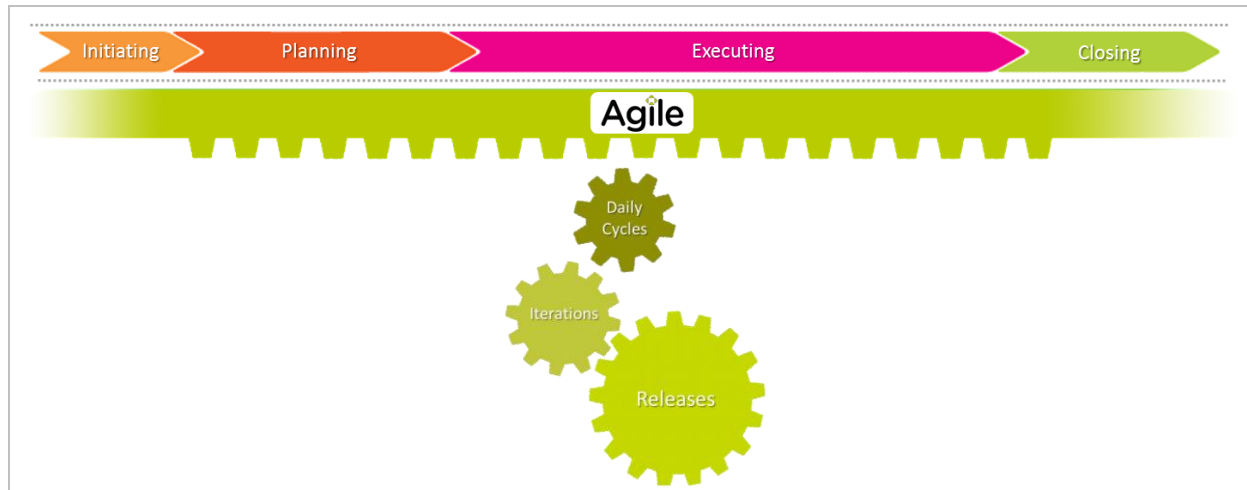 Initiating
Planning
Executing
Closing
Agile
Daily
Cycles
Iterations
Releases